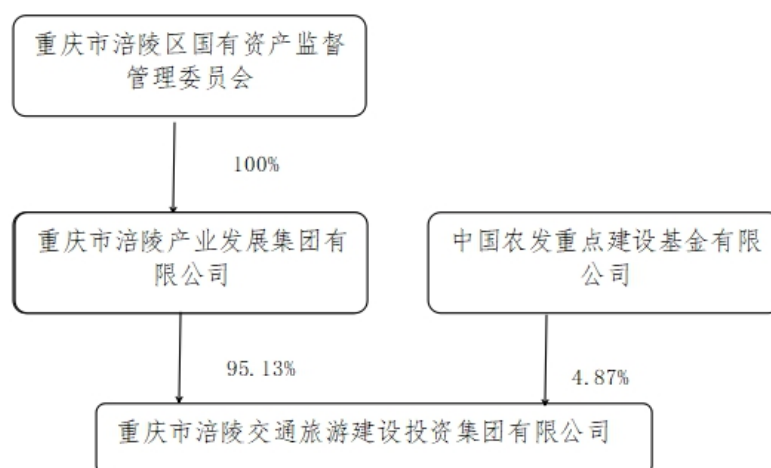 重庆市涪陵区国有资产监督
管理委员会
100%
重庆市涪陵产业发展集团有
限公司
中国农发重点建设基金有限
公司
95.13%
4.87%
重庆市涪陵交通旅游建设投资集团有限公司